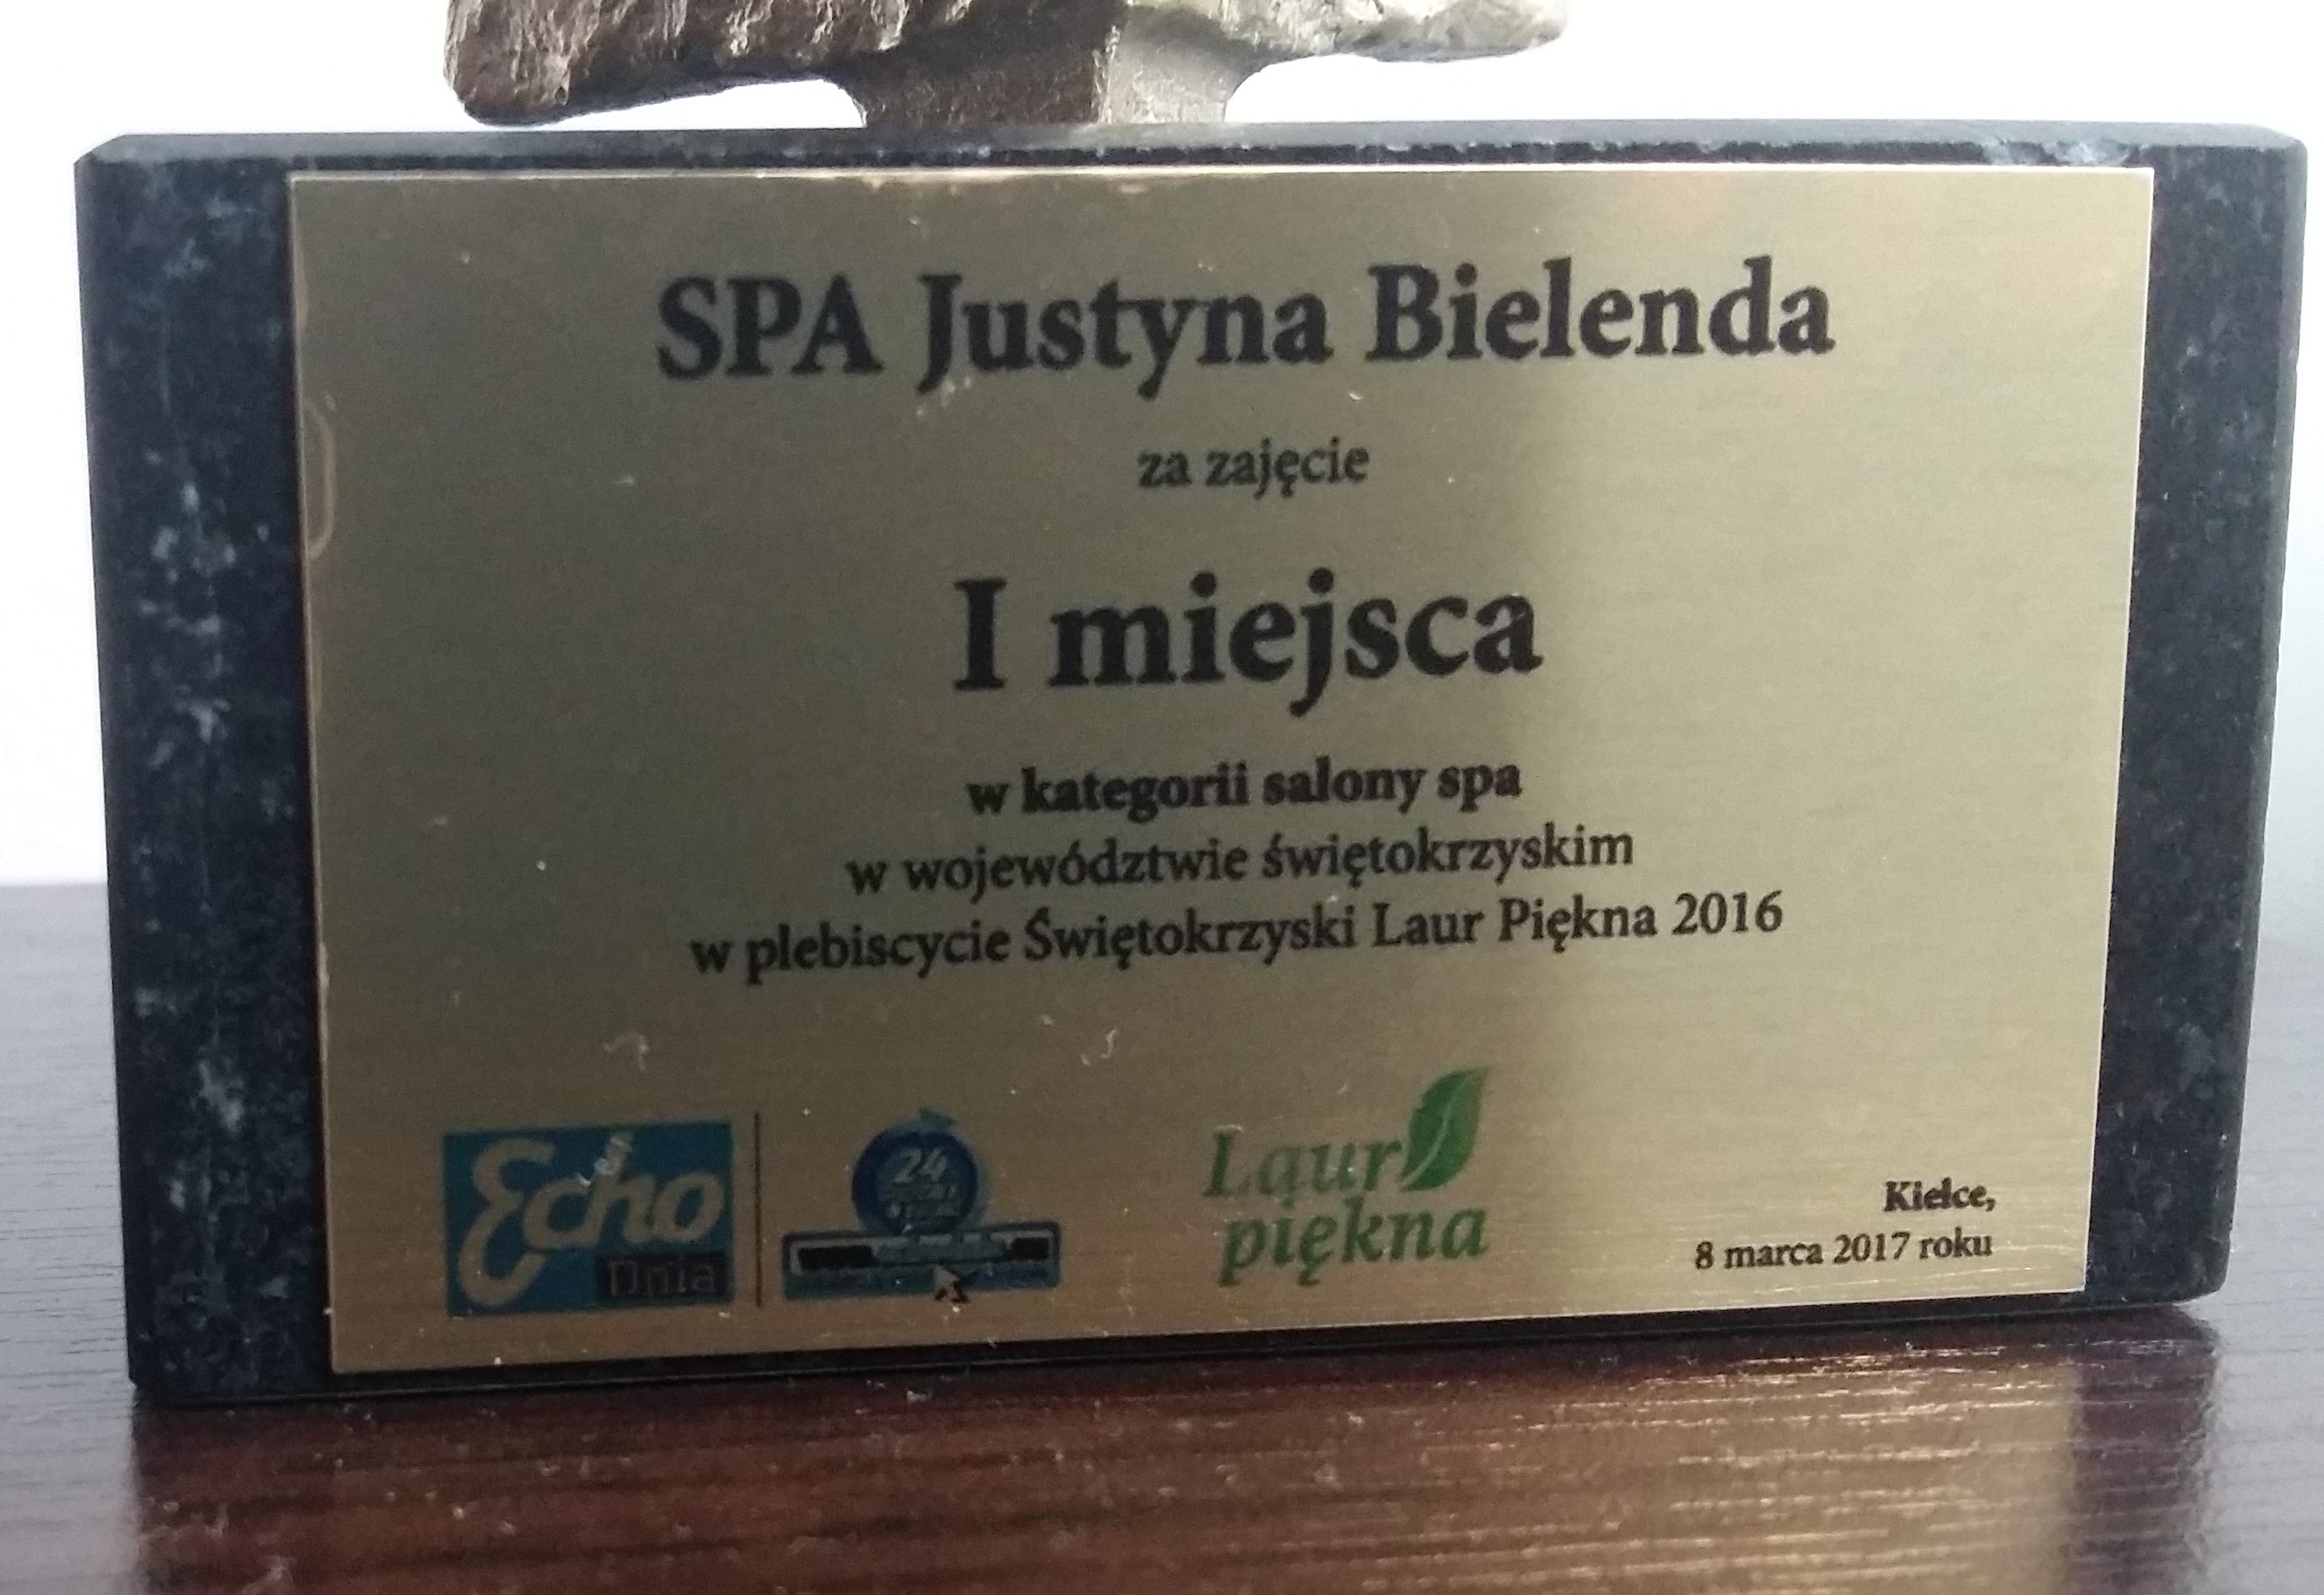 SPA Justyna Bielenda
za zajęcie
I miejsca
w kategorii salony spa
w województwie świętokrzyskim
w plebiscycie Świętokrzyski Laur Piękna 2016
Echo
Dnia
24
Laur
piękna
Kielce,
8 marca 2017 roku